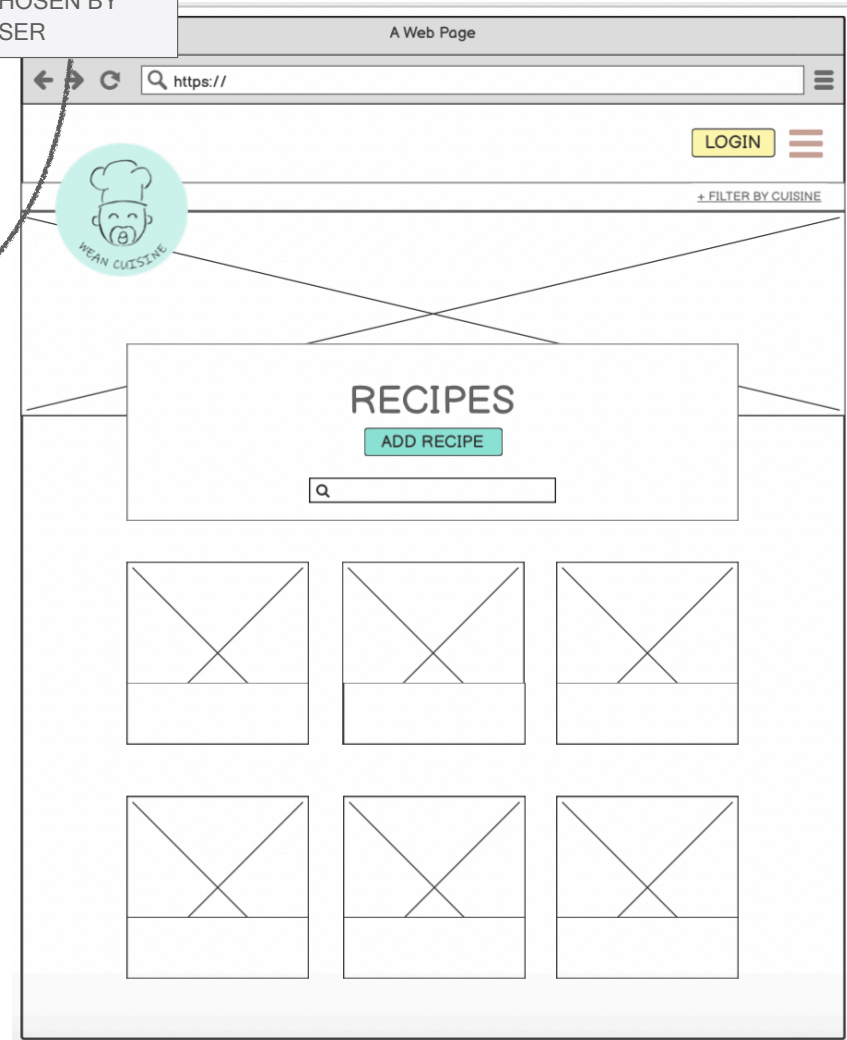 HOSEN BY
SER
A Web Page
https://
LOGIN
+ FILTER BY CUISINE
WEAN CUISINE
RECIPES
ADD RECIPE